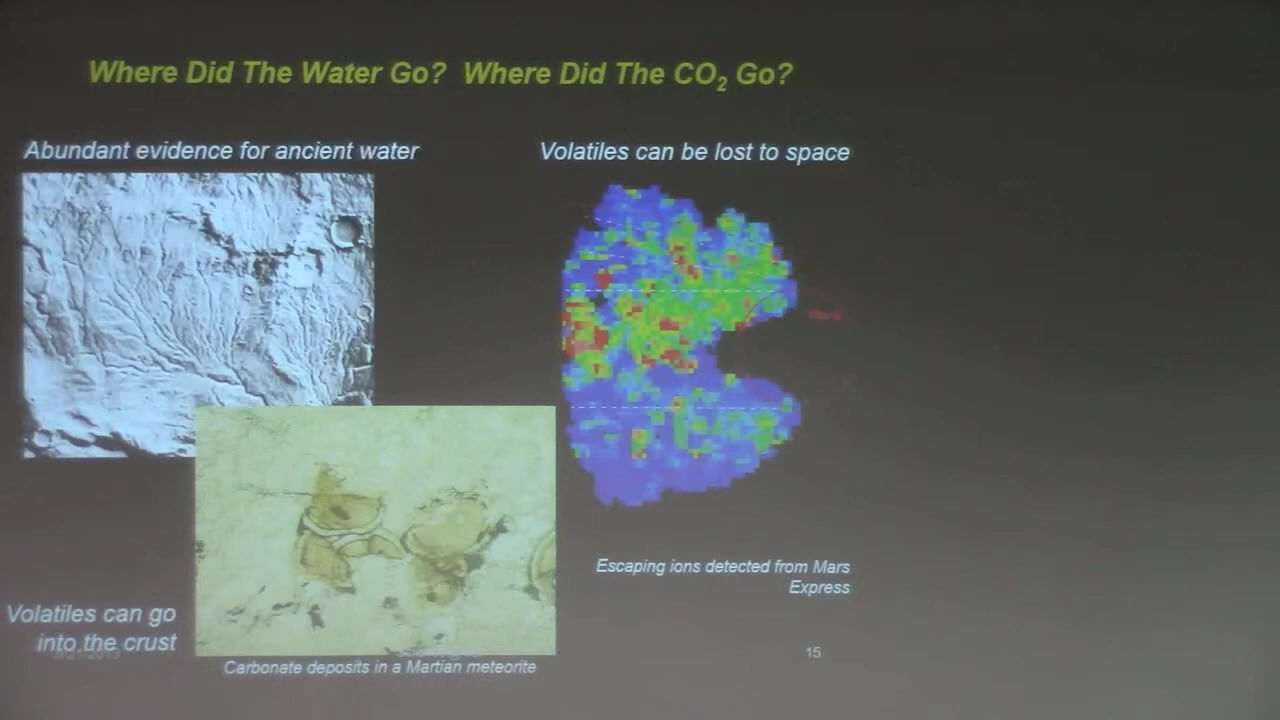 Where Did The Water Go? Where Did The CO₂ Go?
Abundant evidence for ancient water
Volatiles can be lost to space
Escaping ions detected from Mars
Express
Volatiles can go
into the crust
Carbonate deposits in a Martian meteorite
15